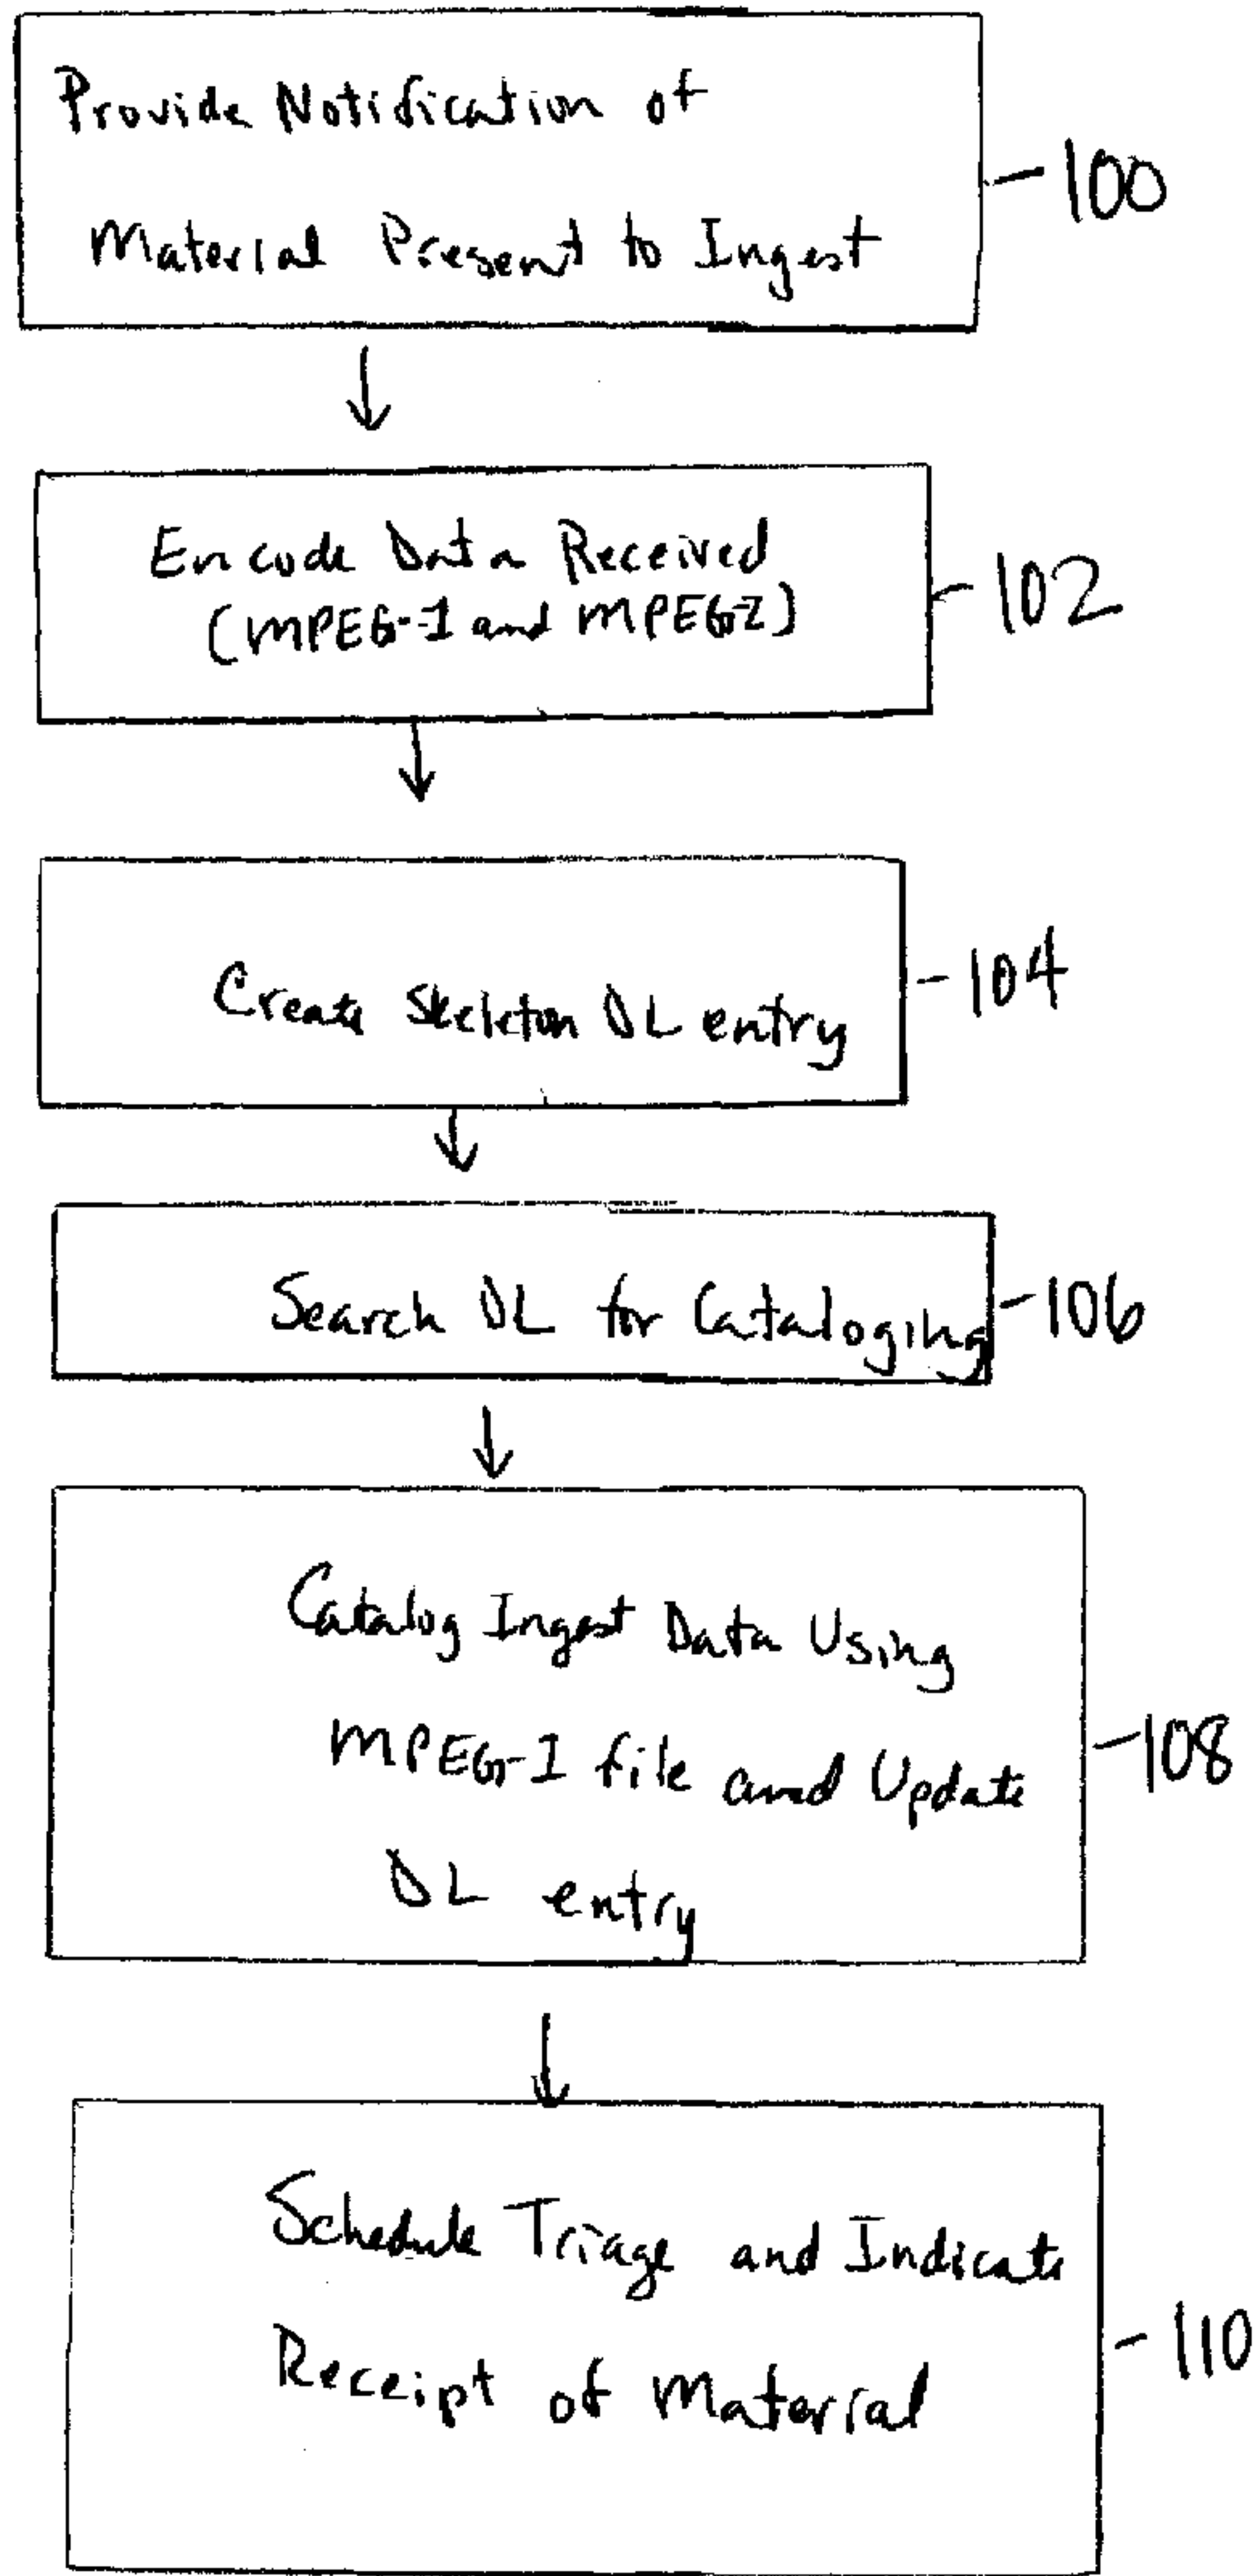 Provide Notification of
Material Present to Ingest
100
Encode Data Received
(MPEG-1 and MPEG-2)
102
Create Skeleton DL entry
104
Search DL for Cataloging
106
Catalog Ingest Data Using
MPEG-1 file and Update
DL entry
108
Schedule Triage and Indicate
Receipt of Material
110